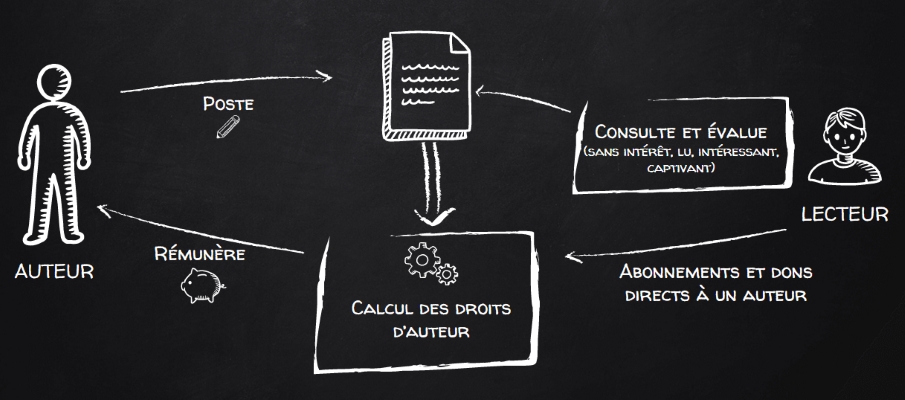 Poste
Consulte et évalue
(sans intérêt, lu, intéressant,
captivant)
LECTEUR
AUTEUR
Rémunère
Abonnements et dons
directs à un auteur
Calcul des droits
d'auteur